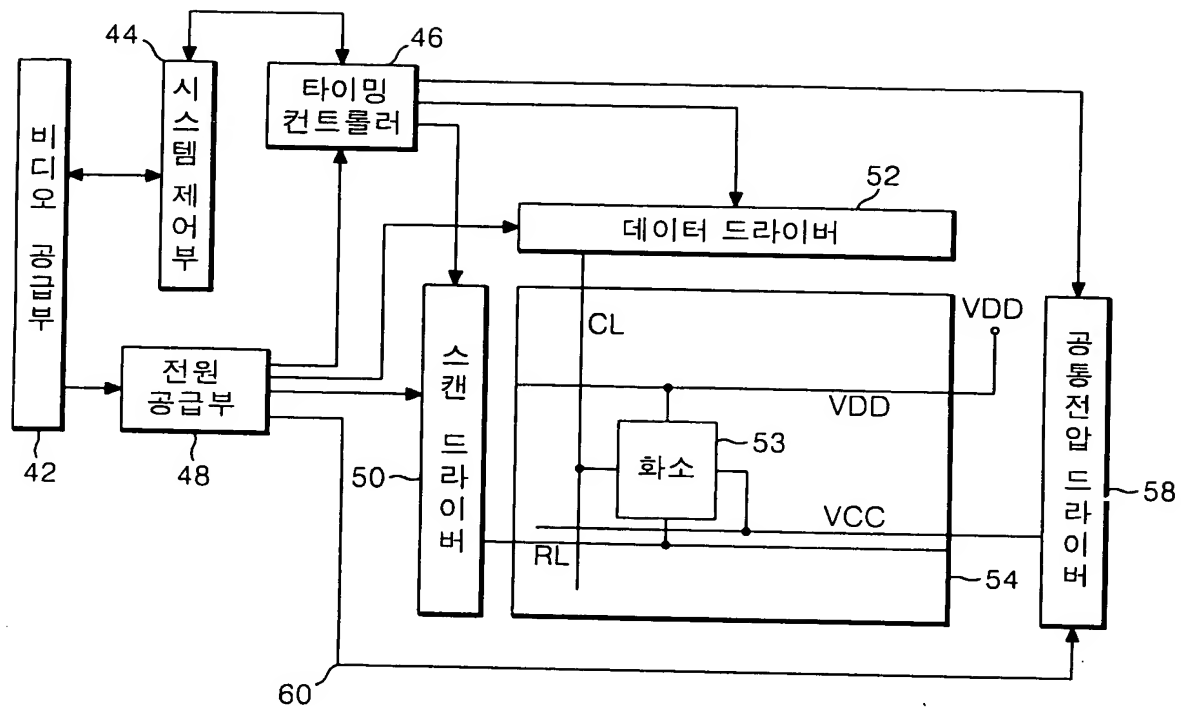 44
46
시스템 제어부
타이밍
컨트롤러
비디오 공급부
52
데이터 드라이버
CL
VDD
스캔 드라이버
공통전압 드라이버
전원
공급부
VDD
53
화소
42
48
50
58
VCC
RL
54
60